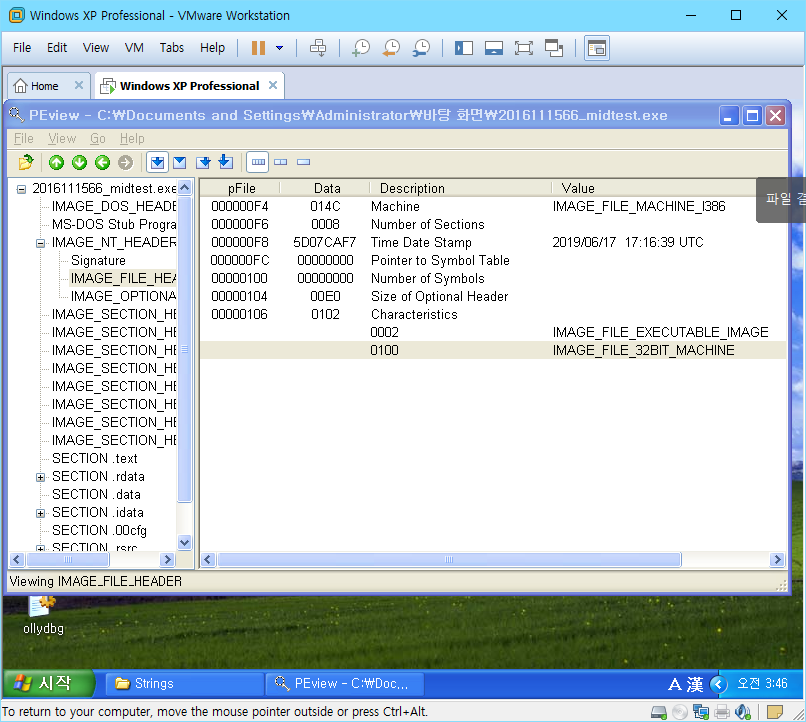 Windows XP Professional - VMware Workstation
File Edit View VM Tabs Help
Home Windows XP Professional
PEview - C:₩Documents and Settings₩Administrator₩바탕 화면₩2016111566_midtest.exe
File View Go Help
pFile Data Description Value
2016111566_midtest.exe
IMAGE_DOS_HEADE
MS-DOS Stub Progra
IMAGE_NT_HEADER
Signature
IMAGE_FILE_HEA
IMAGE_OPTIONA
IMAGE_SECTION_HE
IMAGE_SECTION_HE
IMAGE_SECTION_HE
IMAGE_SECTION_HE
IMAGE_SECTION_HE
IMAGE_SECTION_HE
IMAGE_SECTION_HE
IMAGE_SECTION_HE
SECTION .text
SECTION .rdata
SECTION .data
SECTION .idata
SECTION .00cfg
SECTION .rsrc
000000F4 014C Machine IMAGE_FILE_MACHINE_I386
000000F6 0008 Number of Sections
000000F8 5D07CAF7 Time Date Stamp 2019/06/17 17:16:39 UTC
000000FC 00000000 Pointer to Symbol Table
00000100 00000000 Number of Symbols
00000104 00E0 Size of Optional Header
00000106 0102 Characteristics
0002 IMAGE_FILE_EXECUTABLE_IMAGE
0100 IMAGE_FILE_32BIT_MACHINE
파일 결
Viewing IMAGE_FILE_HEADER
ollydbg
시작 Strings PEview - C:₩Doc... A 漢 오전 3:46
To return to your computer, move the mouse pointer outside or press Ctrl+Alt.